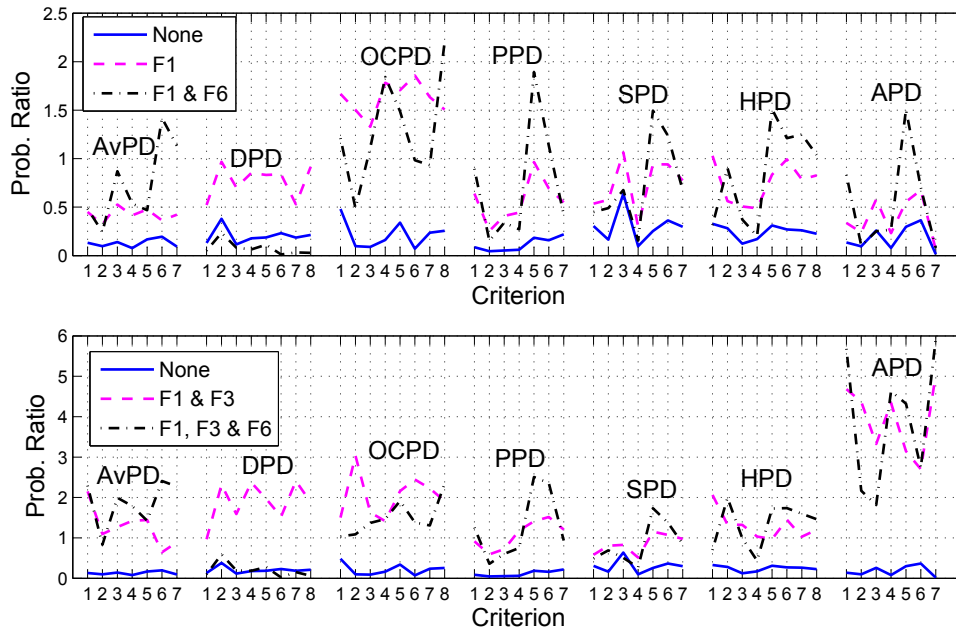 2.5
2
1.5
1
0.5
0
Prob. Ratio
None
F1
F1 & F6
AvPD
DPD
OCPD
PPD
SPD
HPD
APD
1 2 3 4 5 6 7 1 2 3 4 5 6 7 8 1 2 3 4 5 6 7 8 1 2 3 4 5 6 7 1 2 3 4 5 6 7 1 2 3 4 5 6 7 8 1 2 3 4 5 6 7
Criterion
6
5
4
3
2
1
0
Prob. Ratio
None
F1 & F3
F1, F3 & F6
AvPD
DPD
OCPD
PPD
SPD
HPD
APD
1 2 3 4 5 6 7 1 2 3 4 5 6 7 8 1 2 3 4 5 6 7 8 1 2 3 4 5 6 7 1 2 3 4 5 6 7 1 2 3 4 5 6 7 8 1 2 3 4 5 6 7
Criterion